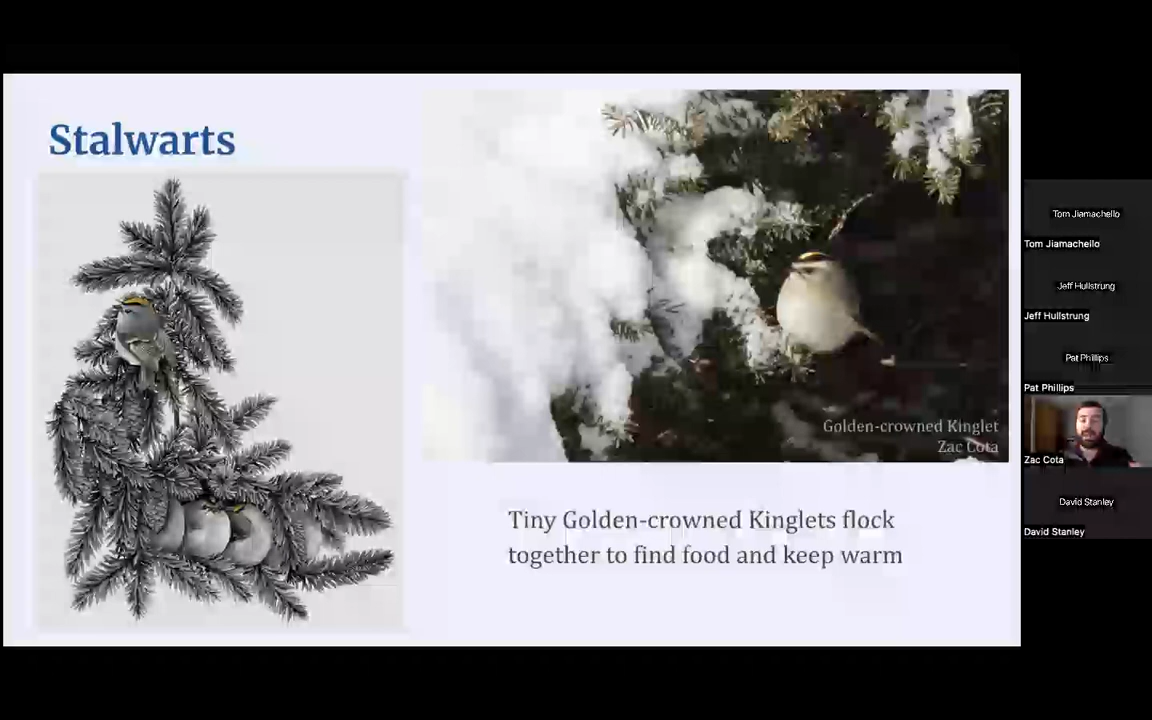 Stalwarts
Golden-crowned Kinglet
Zac Cota
Tiny Golden-crowned Kinglets flock
together to find food and keep warm
Tom Jiamachello
Tom Jiamachello
Jeff Hullstrung
Jeff Hullstrung
Pat Phillips
Pat Phillips
Zac Cota
David Stanley
David Stanley